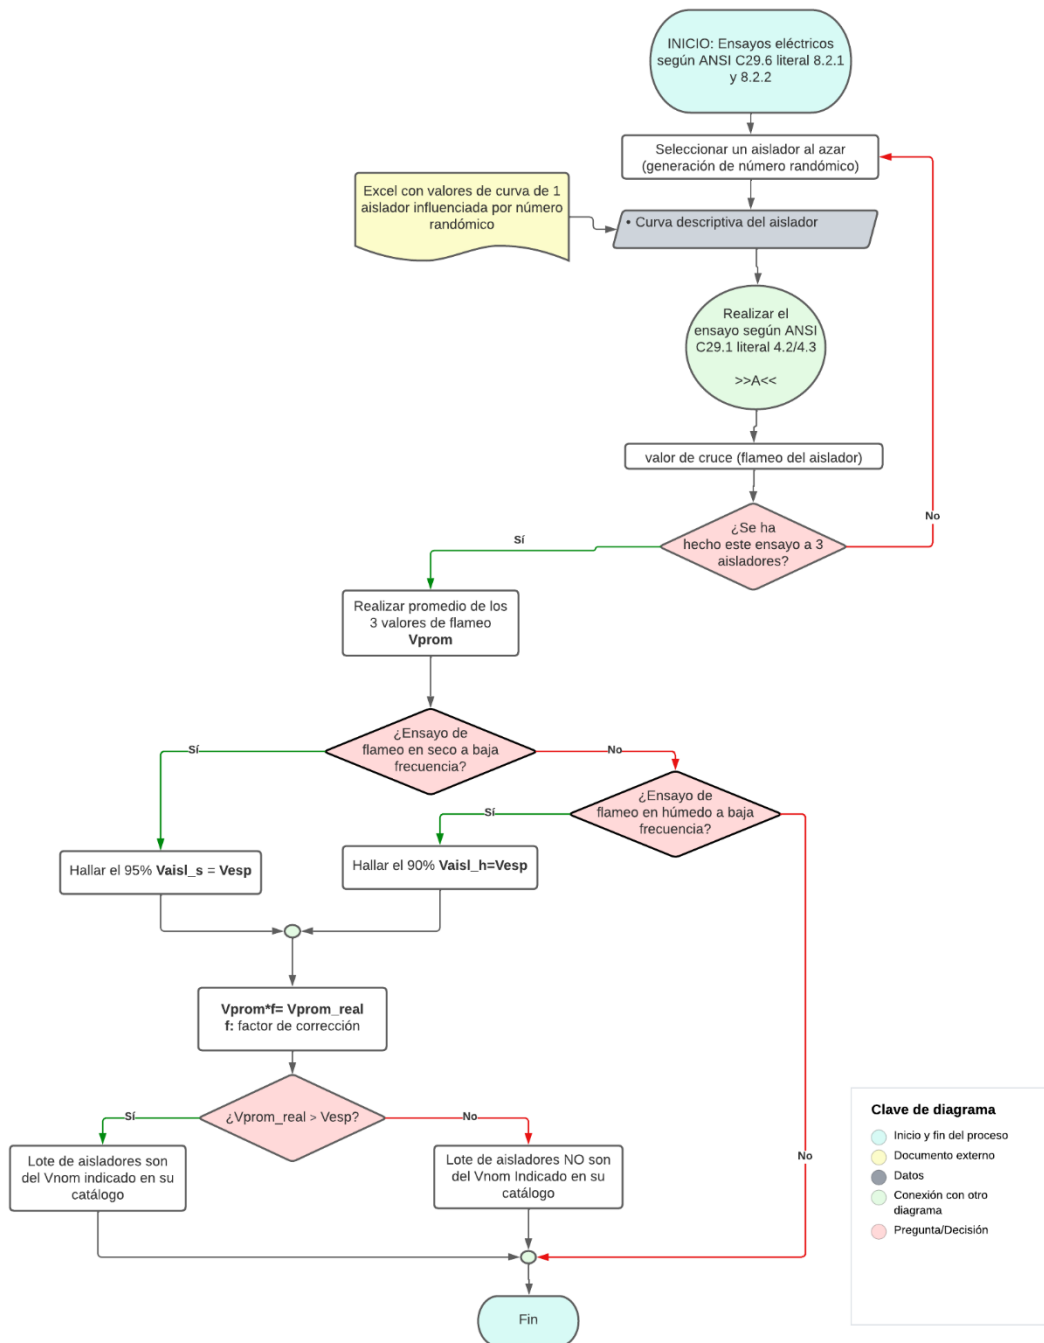 INICIO: Ensayos eléctricos
según ANSI C29.6 literal 8.2.1
y 8.2.2
Seleccionar un aislador al azar
(generación de número randómico)
Excel con valores de curva de 1
aislador influenciada por número
randómico
• Curva descriptiva del aislador
Realizar el
ensayo según ANSI
C29.1 literal 4.2/4.3
>>A<<
valor de cruce (flameo del aislador)
¿Se ha
hecho este ensayo a 3
aisladores?
No
Sí
Realizar promedio de los
3 valores de flameo
Vprom
¿Ensayo de
flameo en seco a baja
frecuencia?
Sí
No
¿Ensayo de
flameo en húmedo a baja
frecuencia?
Sí
Hallar el 95% Vaisl_s = Vesp
Hallar el 90% Vaisl_h=Vesp
Vprom*f= Vprom_real
f: factor de corrección
¿Vprom_real > Vesp?
Sí
No
No
Lote de aisladores son
del Vnom indicado en su
catálogo
Lote de aisladores NO son
del Vnom Indicado en su
catálogo
Fin
Clave de diagrama
Inicio y fin del proceso
Documento externo
Datos
Conexión con otro
diagrama
Pregunta/Decisión